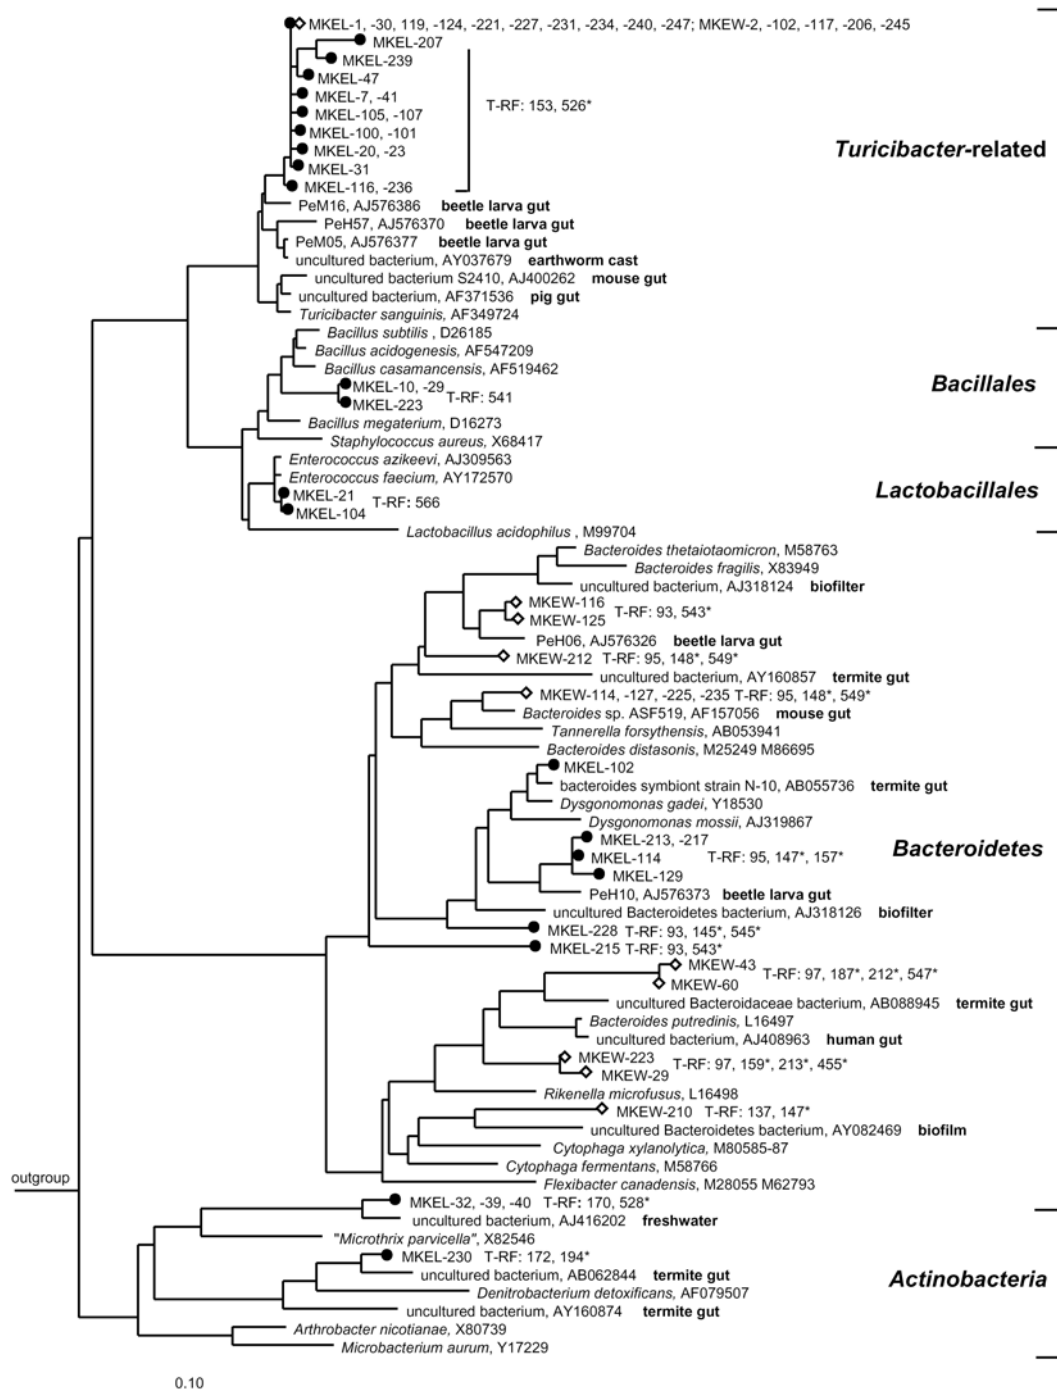 MKEL-1, -30, 119, -124, -221, -227, -231, -234, -240, -247; MKEW-2, -102, -117, -206, -245
MKEL-207
MKEL-239
MKEL-47
MKEL-7, -41
T-RF: 153, 526*
MKEL-105, -107
MKEL-100, -101
MKEL-20, -23
Turicibacter-related
MKEL-31
MKEL-116, -236
PeM16, AJ576386 beetle larva gut
PeH57, AJ576370 beetle larva gut
PeM05, AJ576377 beetle larva gut
uncultured bacterium, AY037679 earthworm cast
uncultured bacterium S2410, AJ400262 mouse gut
uncultured bacterium, AF371536 pig gut
Turicibacter sanguinis, AF349724
Bacillus subtilis , D26185
Bacillus acidogenesis, AF547209
Bacillus casamancensis, AF519462
Bacillales
MKEL-10, -29
T-RF: 541
MKEL-223
Bacillus megaterium, D16273
Staphylococcus aureus, X68417
Enterococcus azikeevi, AJ309563
Enterococcus faecium, AY172570
Lactobacillales
MKEL-21
T-RF: 566
MKEL-104
Lactobacillus acidophilus , M99704
Bacteroides thetaiotaomicron, M58763
Bacteroides fragilis, X83949
uncultured bacterium, AJ318124 biofilter
MKEW-116
T-RF: 93, 543*
MKEW-125
PeH06, AJ576326 beetle larva gut
MKEW-212 T-RF: 95, 148*, 549*
uncultured bacterium, AY160857 termite gut
MKEW-114, -127, -225, -235 T-RF: 95, 148*, 549*
Bacteroides sp. ASF519, AF157056 mouse gut
Tannerella forsythensis, AB053941
Bacteroides distasonis, M25249 M86695
MKEL-102
bacteroides symbiont strain N-10, AB055736 termite gut
Dysgonomonas gadei, Y18530
Dysgonomonas mossii, AJ319867
MKEL-213, -217
Bacteroidetes
MKEL-114 T-RF: 95, 147*, 157*
MKEL-129
PeH10, AJ576373 beetle larva gut
uncultured Bacteroidetes bacterium, AJ318126 biofilter
MKEL-228 T-RF: 93, 145*, 545*
MKEL-215 T-RF: 93, 543*
MKEW-43
T-RF: 97, 187*, 212*, 547*
MKEW-60
uncultured Bacteroidaceae bacterium, AB088945 termite gut
Bacteroides putredinis, L16497
uncultured bacterium, AJ408963 human gut
MKEW-223
T-RF: 97, 159*, 213*, 455*
MKEW-29
Rikenella microfusus, L16498
MKEW-210 T-RF: 137, 147*
uncultured Bacteroidetes bacterium, AY082469 biofilm
Cytophaga xylanolytica, M80585-87
Cytophaga fermentans, M58766
outgroup
Flexibacter canadensis, M28055 M62793
MKEL-32, -39, -40 T-RF: 170, 528*
uncultured bacterium, AJ416202 freshwater
"Microthrix parvicella", X82546
MKEL-230 T-RF: 172, 194*
uncultured bacterium, AB062844 termite gut
Actinobacteria
Denitrobacterium detoxificans, AF079507
uncultured bacterium, AY160874 termite gut
Arthrobacter nicotianae, X80739
Microbacterium aurum, Y17229
0.10